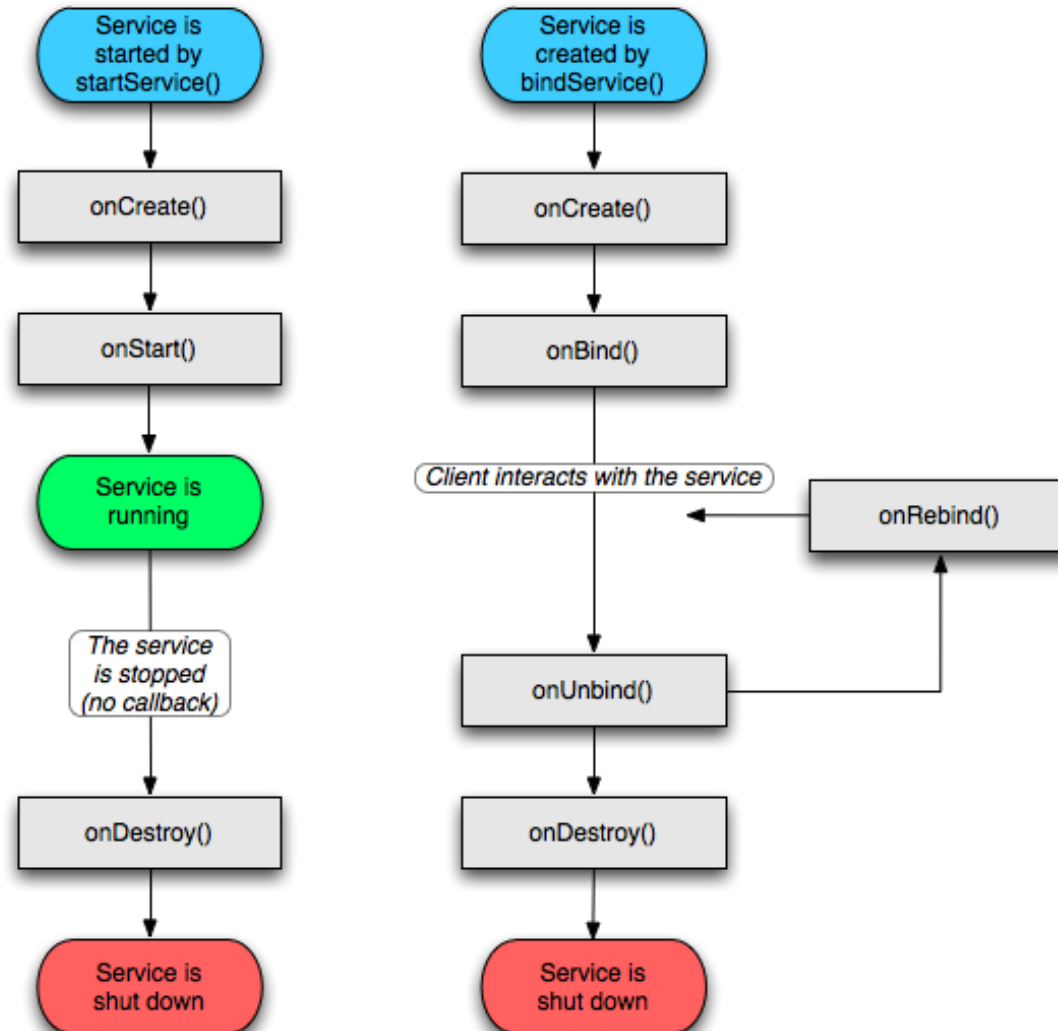 Service is
started by
startService()
onCreate()
onStart()
Service is
running
The service
is stopped
(no callback)
onDestroy()
Service is
shut down
Service is
created by
bindService()
onCreate()
onBind()
Client interacts with the service
onRebind()
onUnbind()
onDestroy()
Service is
shut down